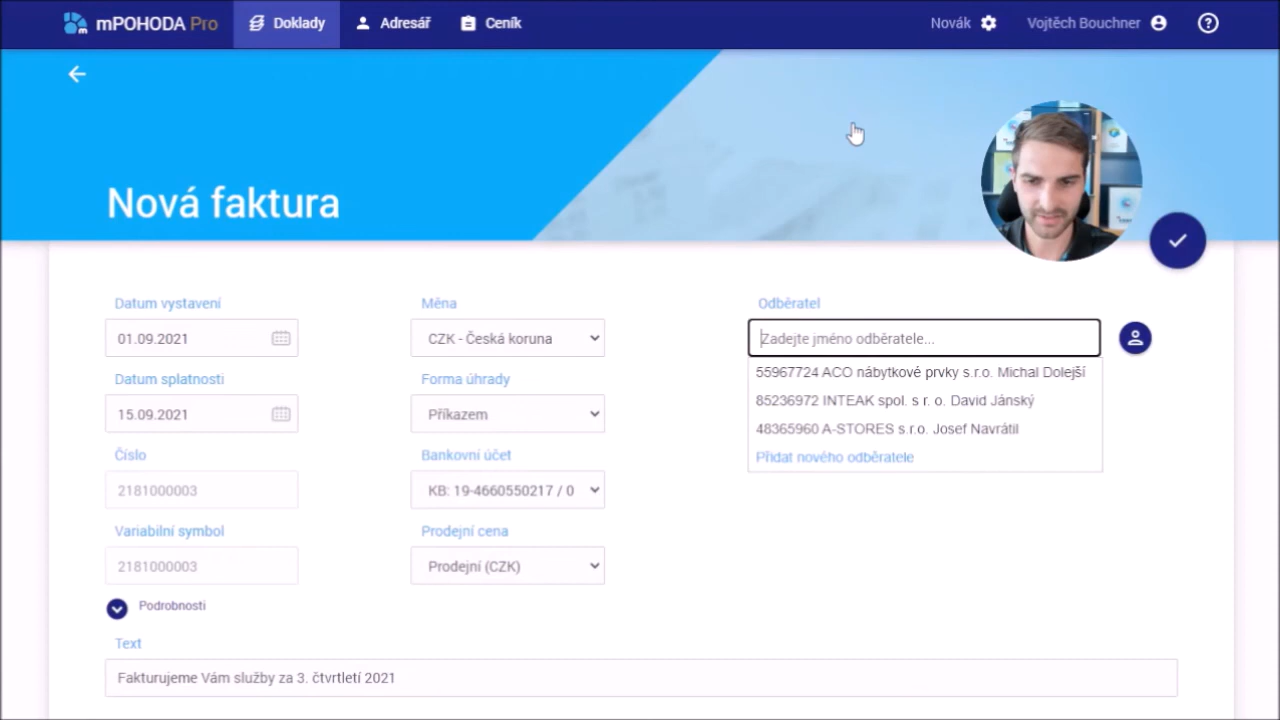 mPOHODA Pro
Doklady
Adresář
Ceník
Novák
Vojtěch Bouchner
Nová faktura
Datum vystavení
01.09.2021
Datum splatnosti
15.09.2021
Číslo
2181000003
Variabilní symbol
2181000003
Podrobnosti
Měna
CZK - Česká koruna
Forma úhrady
Příkazem
Bankovní účet
KB: 19-4660550217 / 0
Prodejní cena
Prodejní (CZK)
Odběratel
Zadejte jméno odběratele...
55967724 ACO nábytkové prvky s.r.o. Michal Dolejší
85236972 INTEAK spol. s r. o. David Jánský
48365960 A-STORES s.r.o. Josef Navrátil
Přidat nového odběratele
Text
Fakturujeme Vám služby za 3. čtvrtletí 2021